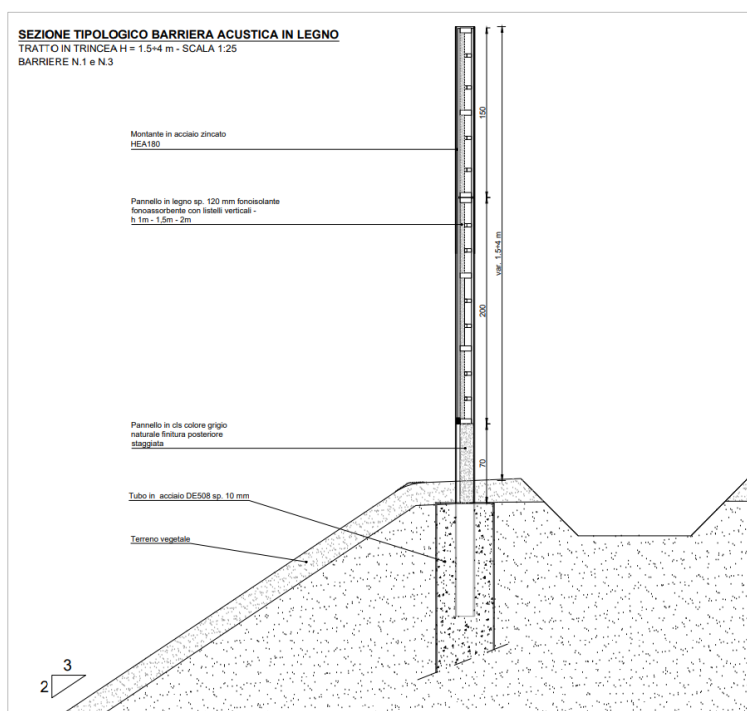 SEZIONE TIPOLOGICO BARRIERA ACUSTICA IN LEGNO
TRATTO IN TRINCEA H = 1.5÷4 m - SCALA 1:25
BARRIERE N.1 e N.3
Montante in acciaio zincato
HEA180
150
Pannello in legno sp. 120 mm fonoisolante
fonoassorbente con listelli verticali -
h 1m - 1,5m - 2m
var. 1.5÷4 m
200
Pannello in cls colore grigio
naturale finitura posteriore
staggiata
70
Tubo in acciaio DE508 sp. 10 mm
Terreno vegetale
3
2